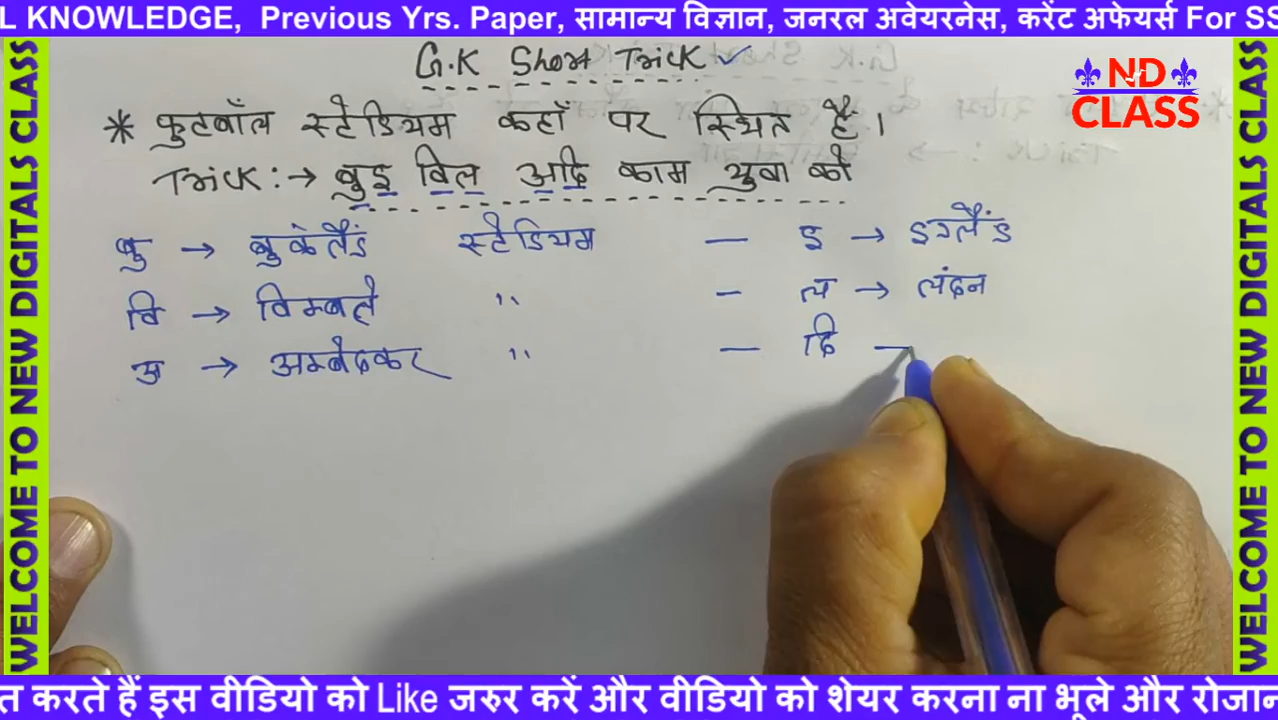 L KNOWLEDGE, Previous Yrs. Paper, सामान्य विज्ञान, जनरल अवेयरनेस, करेंट अफेयर्स For SS
G.K Short Trick ✓
ND
CLASS
* फुटबॉल स्टेडियम कहाँ पर स्थित है।
Trick :→ बुइ विल अदि काम युवा को
बु → बुकेलैंड स्टेडियम — इ → इंग्लैंड
वि → विम्बले " - ल → लंदन
अ → अम्बेदकर " — दि —
WELCOME TO NEW DIGITALS CLASS
WELCOME TO NEW DIGITALS CLASS
त करते हैं इस वीडियो को Like जरुर करें और वीडियो को शेयर करना ना भूले और रोजान